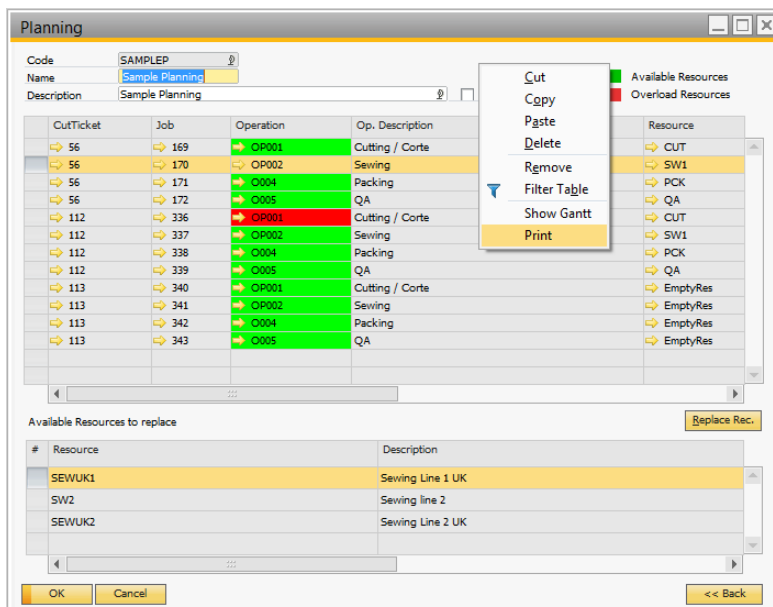 Planning
Code SAMPLEP
Name Sample Planning
Description Sample Planning
Available Resources
Overload Resources
Cut
Copy
Paste
Delete
Remove
Filter Table
Show Gantt
Print
CutTicket Job Operation Op. Description Resource
56 169 OP001 Cutting / Corte CUT
56 170 OP002 Sewing SW1
56 171 O004 Packing PCK
56 172 O005 QA QA
112 336 OP001 Cutting / Corte CUT
112 337 OP002 Sewing SW1
112 338 O004 Packing PCK
112 339 O005 QA QA
113 340 OP001 Cutting / Corte EmptyRes
113 341 OP002 Sewing EmptyRes
113 342 O004 Packing EmptyRes
113 343 O005 QA EmptyRes
Available Resources to replace Replace Rec.
# Resource Description
SEWUK1 Sewing Line 1 UK
SW2 Sewing line 2
SEWUK2 Sewing Line 2 UK
OK Cancel << Back